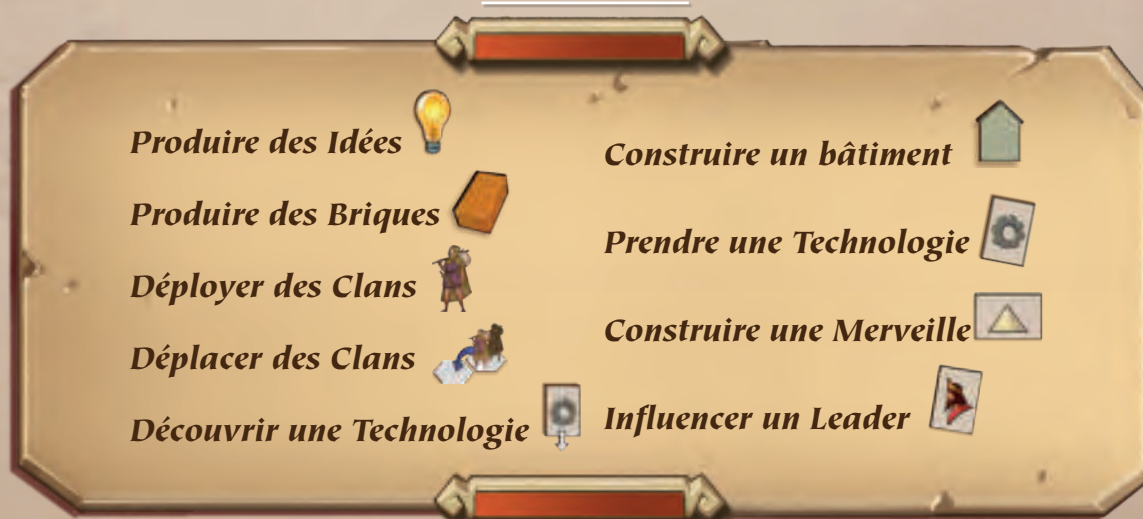 Produire des Idées
Produire des Briques
Déployer des Clans
Déplacer des Clans
Découvrir une Technologie
Construire un bâtiment
Prendre une Technologie
Construire une Merveille
Influencer un Leader